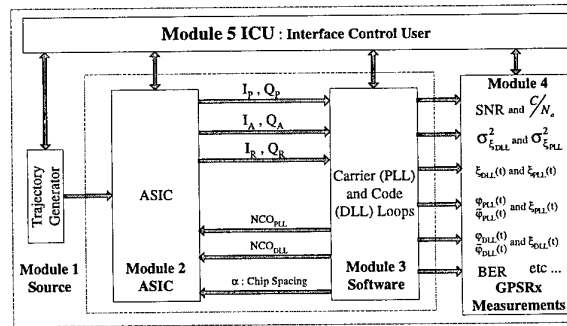 Module 5 ICU : Interface Control User
Trajectory
Generator
Module 1
Source
ASIC
Module 2
ASIC
I_P , Q_P
I_A , Q_A
I_R , Q_R
NCO_PLL
NCO_DLL
α : Chip Spacing
Carrier (PLL)
and Code
(DLL) Loops
Module 3
Software
Module 4
SNR and C/N_o
σ²_ξDLL and σ²_ξPLL
ξ_DLL(t) and ξ_PLL(t)
φ_PLL(t)
φ̂_PLL(t) and ξ_PLL(t)
φ_DLL(t)
φ̂_DLL(t) and ξ_DLL(t)
BER etc ...
GPSRx
Measurements